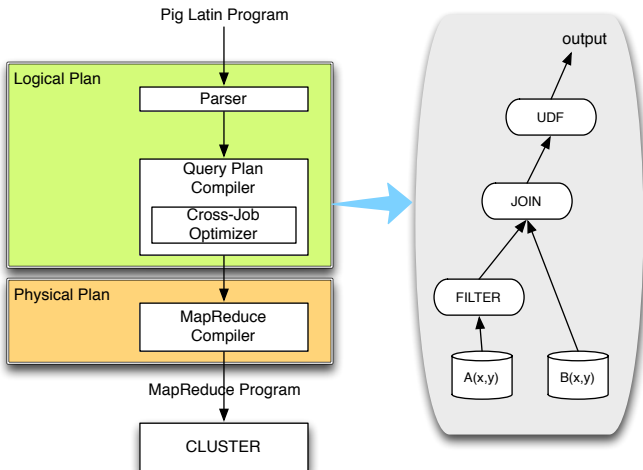 Pig Latin Program
Logical Plan
Parser
Query Plan
Compiler
Cross-Job
Optimizer
Physical Plan
MapReduce
Compiler
MapReduce Program
CLUSTER
output
UDF
JOIN
FILTER
A(x,y)
B(x,y)